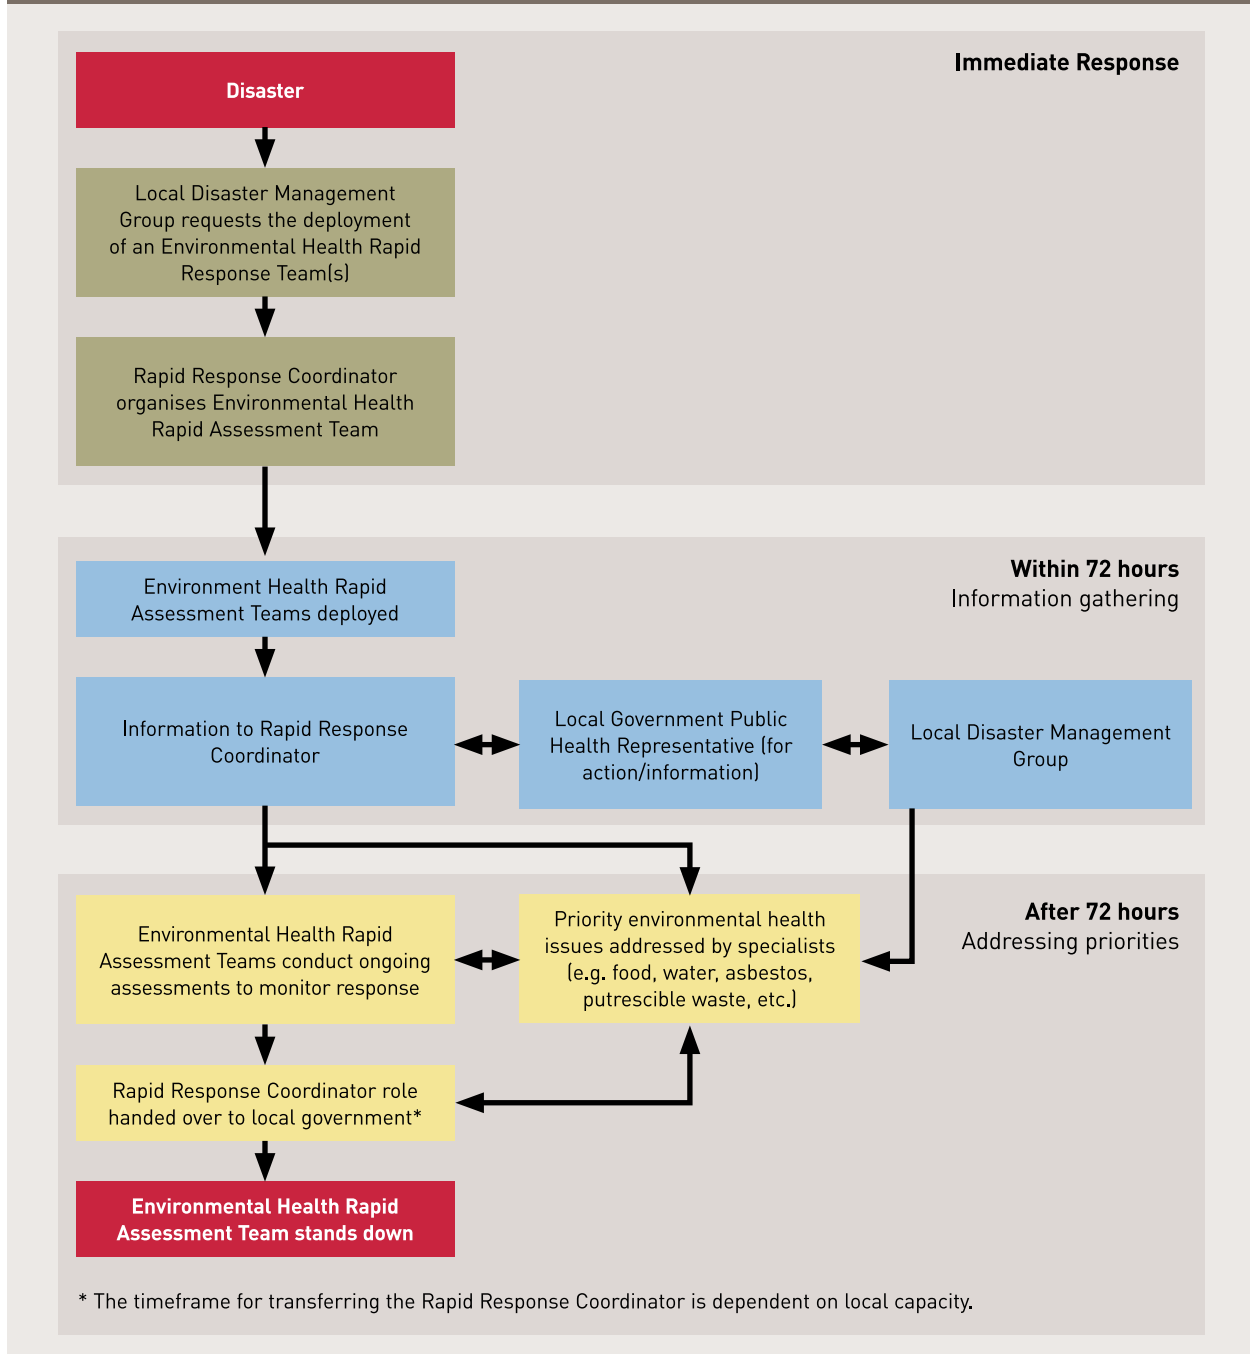 Immediate Response
Disaster
Local Disaster Management
Group requests the deployment
of an Environmental Health Rapid
Response Team(s)
Rapid Response Coordinator
organises Environmental Health
Rapid Assessment Team
Within 72 hours
Information gathering
Environment Health Rapid
Assessment Teams deployed
Information to Rapid Response
Coordinator
Local Government Public
Health Representative (for
action/information)
Local Disaster Management
Group
After 72 hours
Addressing priorities
Environmental Health Rapid
Assessment Teams conduct ongoing
assessments to monitor response
Priority environmental health
issues addressed by specialists
(e.g. food, water, asbestos,
putrescible waste, etc.)
Rapid Response Coordinator role
handed over to local government*
Environmental Health Rapid
Assessment Team stands down
* The timeframe for transferring the Rapid Response Coordinator is dependent on local capacity.